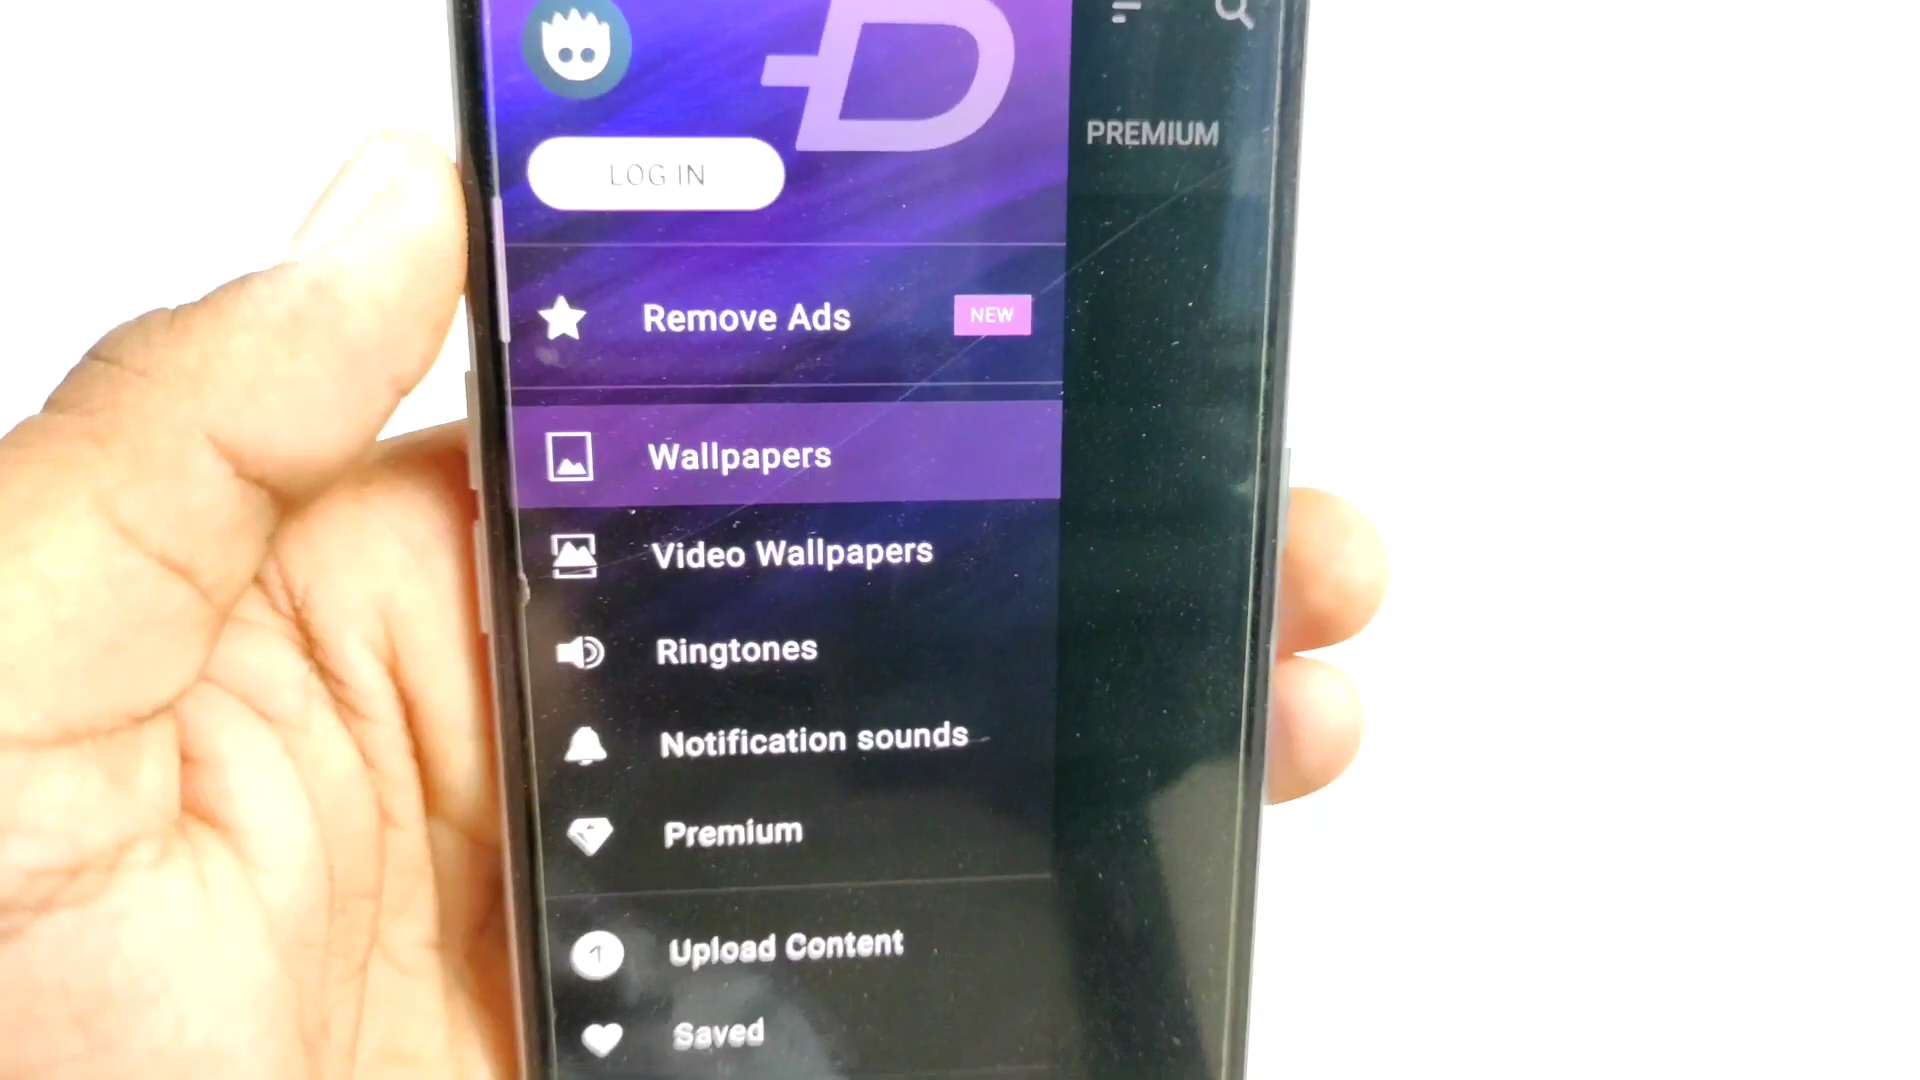 PREMIUM
LOG IN
Remove Ads NEW
Wallpapers
Video Wallpapers
Ringtones
Notification sounds
Premium
Upload Content
Saved